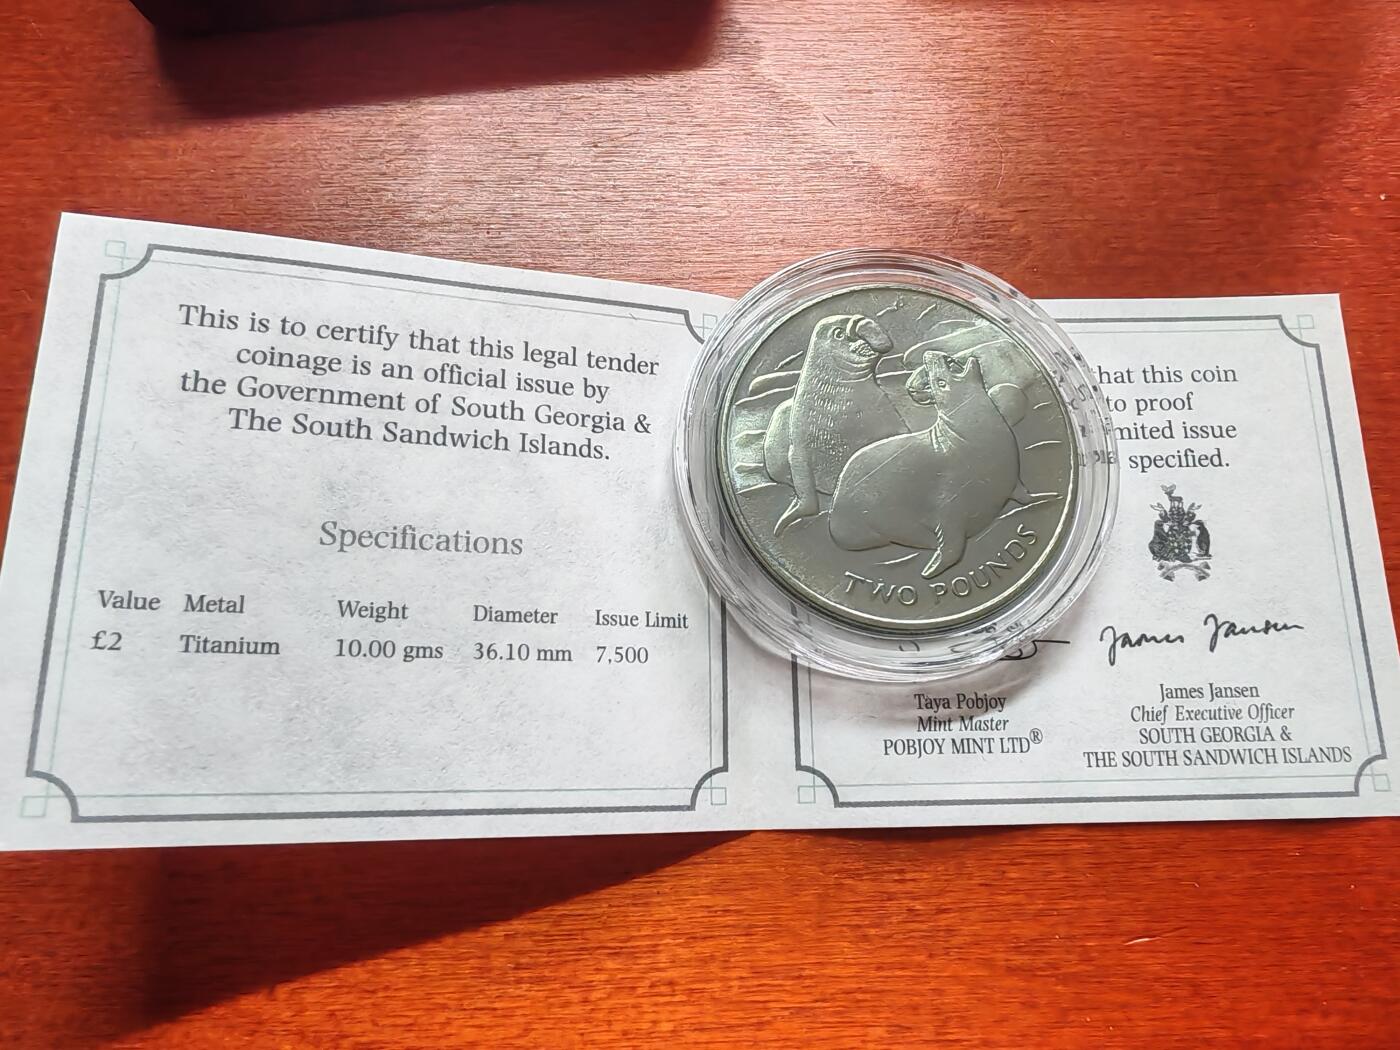 This is to certify that this legal tender
coinage is an official issue by
the Government of South Georgia &
The South Sandwich Islands.
Specifications
Value Metal Weight Diameter Issue Limit
£2 Titanium 10.00 gms 36.10 mm 7,500
TWO POUNDS
that this coin
to proof
limited issue
specified.
James Jansen
Taya Pobjoy
Mint Master
POBJOY MINT LTD®
James Jansen
Chief Executive Officer
SOUTH GEORGIA &
THE SOUTH SANDWICH ISLANDS